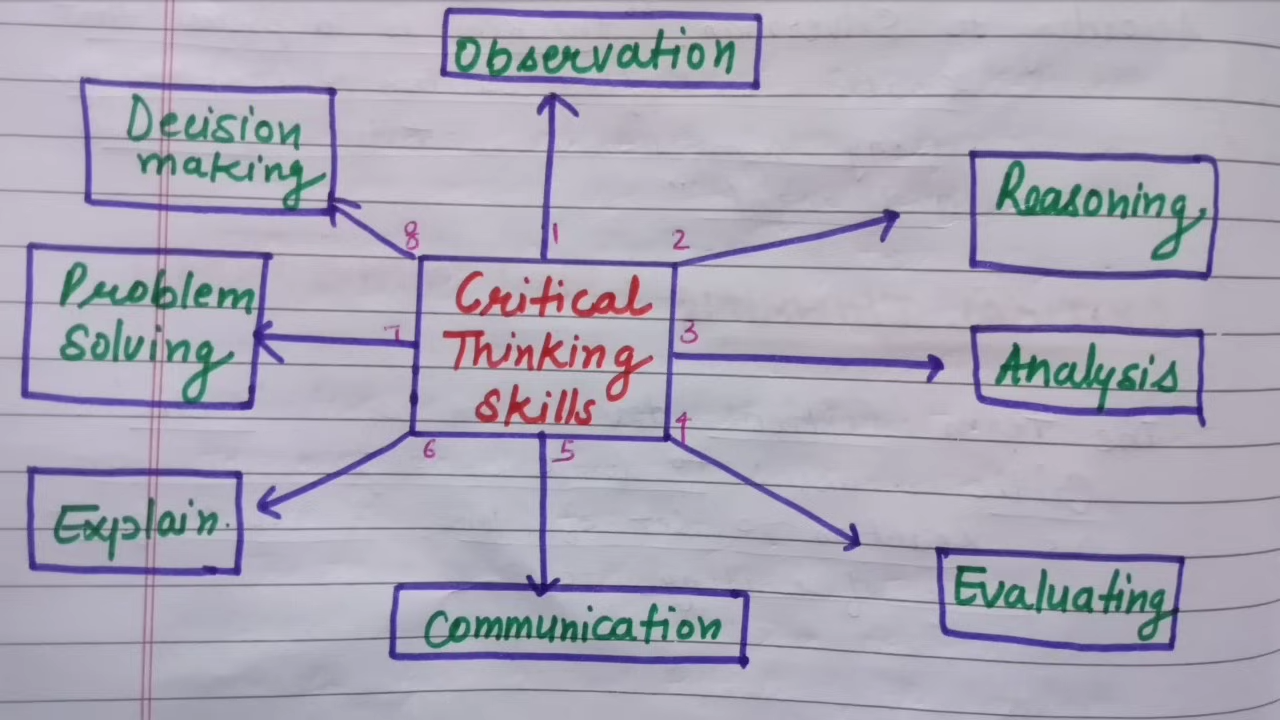 Observation
Decision
making
Reasoning
8
1
2
Critical
Thinking
Skills
Problem
Solving
7
3
Analysis
4
6
5
Explain.
Evaluating
Communication